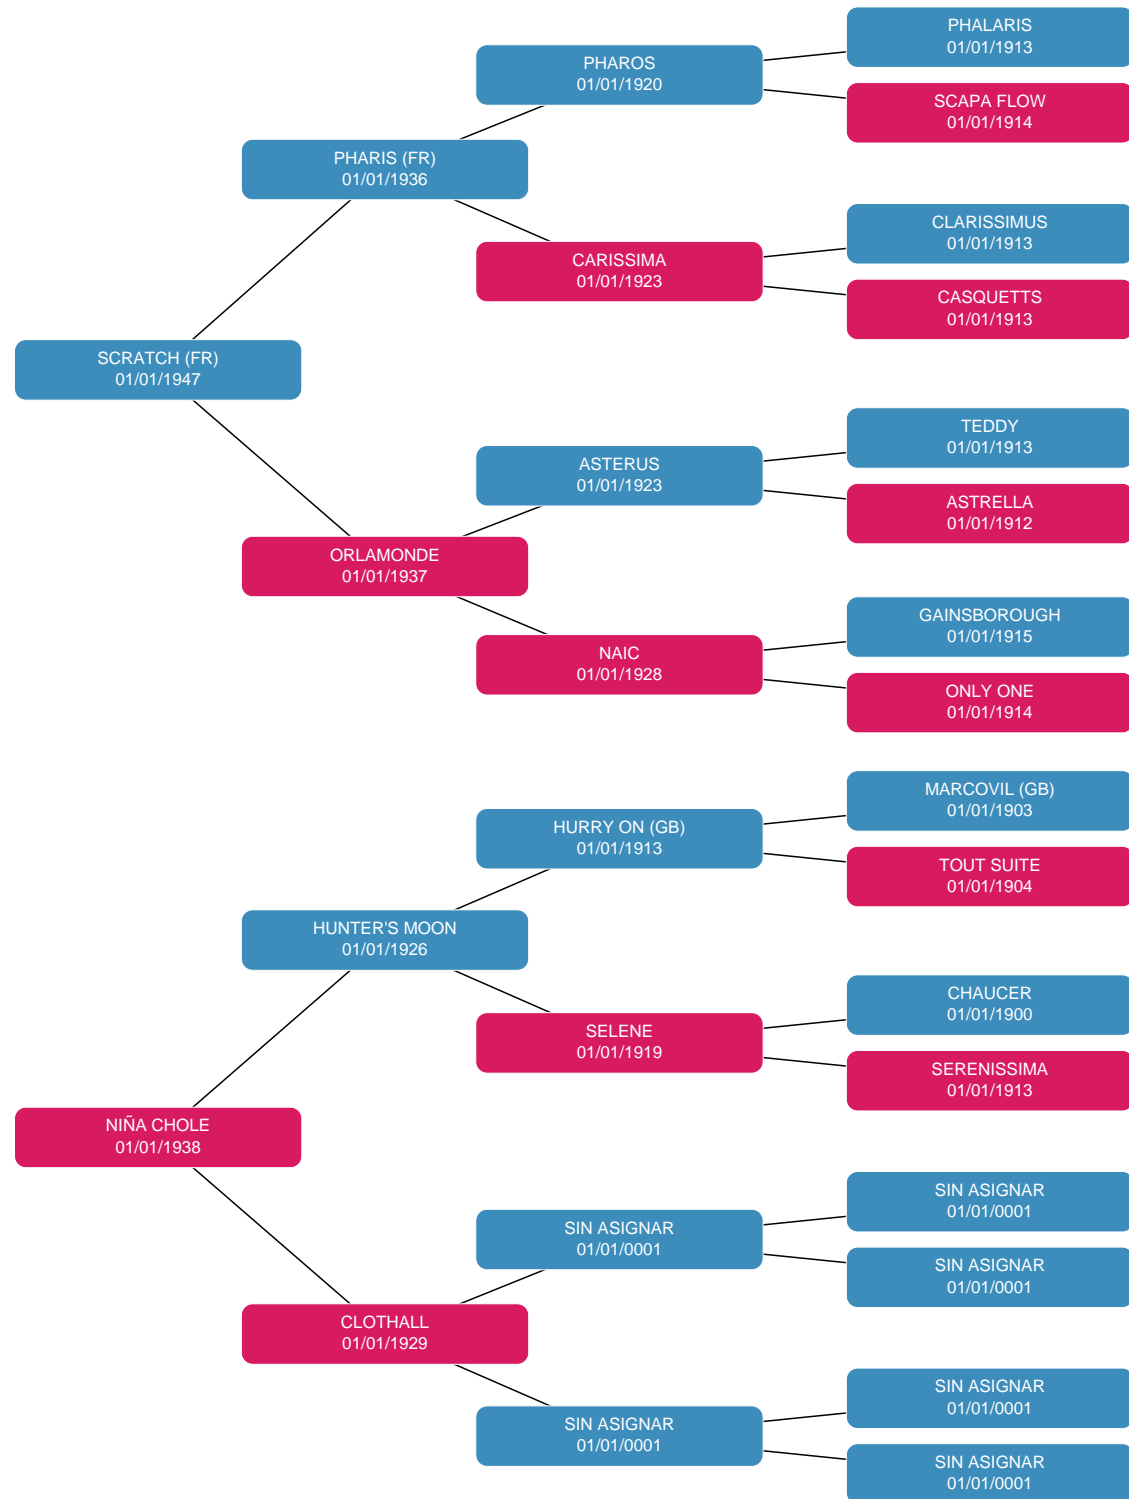 PHALARIS
01/01/1913
PHAROS
01/01/1920
SCAPA FLOW
01/01/1914
PHARIS (FR)
01/01/1936
CLARISSIMUS
01/01/1913
CARISSIMA
01/01/1923
CASQUETTS
01/01/1913
SCRATCH (FR)
01/01/1947
TEDDY
01/01/1913
ASTERUS
01/01/1923
ASTRELLA
01/01/1912
ORLAMONDE
01/01/1937
GAINSBOROUGH
01/01/1915
NAIC
01/01/1928
ONLY ONE
01/01/1914
MARCOVIL (GB)
01/01/1903
HURRY ON (GB)
01/01/1913
TOUT SUITE
01/01/1904
HUNTER'S MOON
01/01/1926
CHAUCER
01/01/1900
SELENE
01/01/1919
SERENISSIMA
01/01/1913
NIÑA CHOLE
01/01/1938
SIN ASIGNAR
01/01/0001
SIN ASIGNAR
01/01/0001
SIN ASIGNAR
01/01/0001
CLOTHALL
01/01/1929
SIN ASIGNAR
01/01/0001
SIN ASIGNAR
01/01/0001
SIN ASIGNAR
01/01/0001